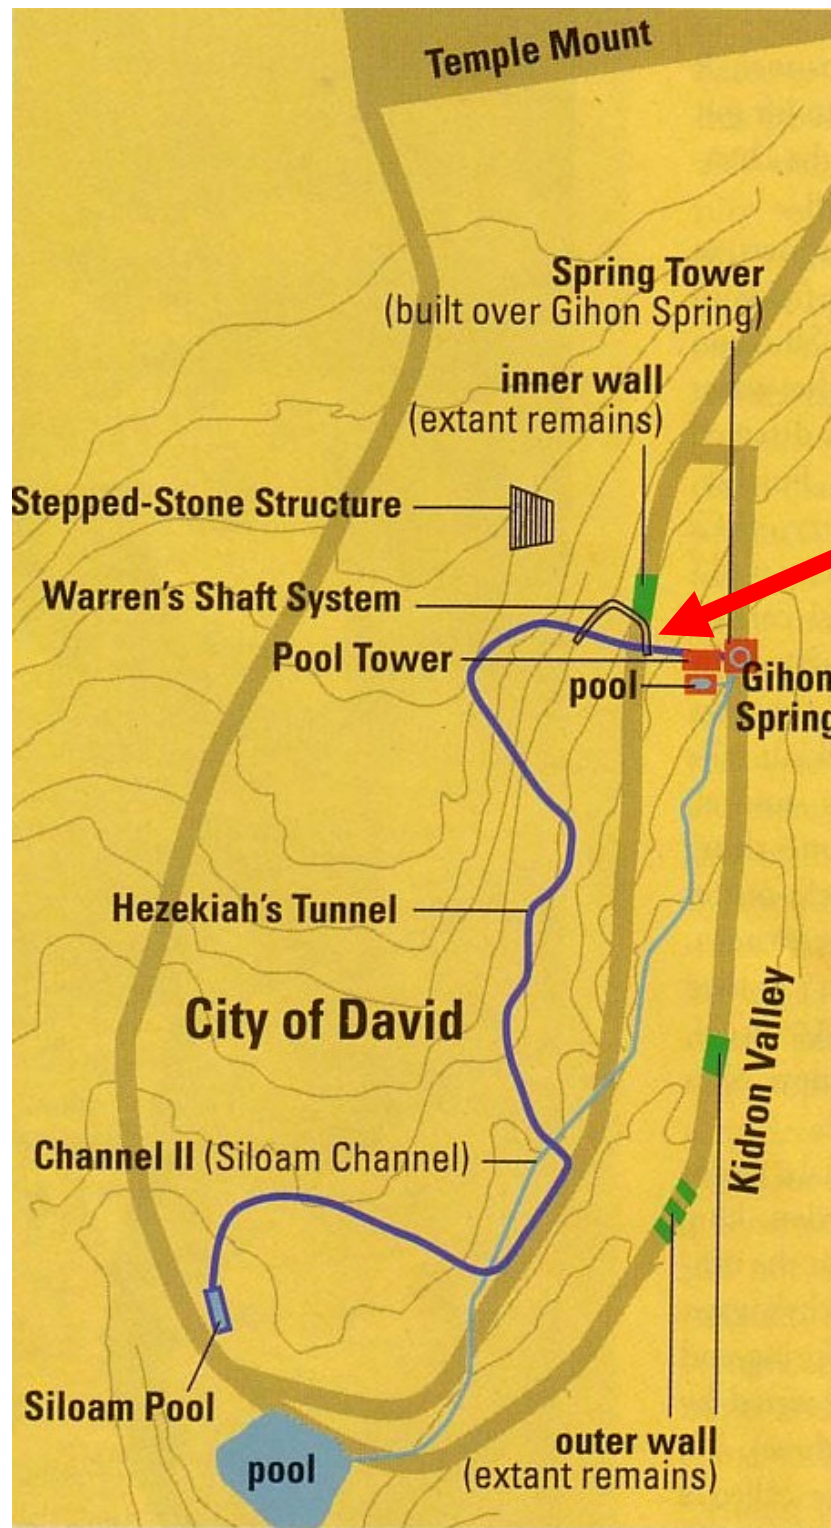 Temple Mount
Spring Tower
(built over Gihon Spring)
inner wall
(extant remains)
Stepped-Stone Structure
Warren's Shaft System
Pool Tower
pool
Gihon
Spring
Hezekiah's Tunnel
City of David
Kidron Valley
Channel II (Siloam Channel)
Siloam Pool
pool
outer wall
(extant remains)